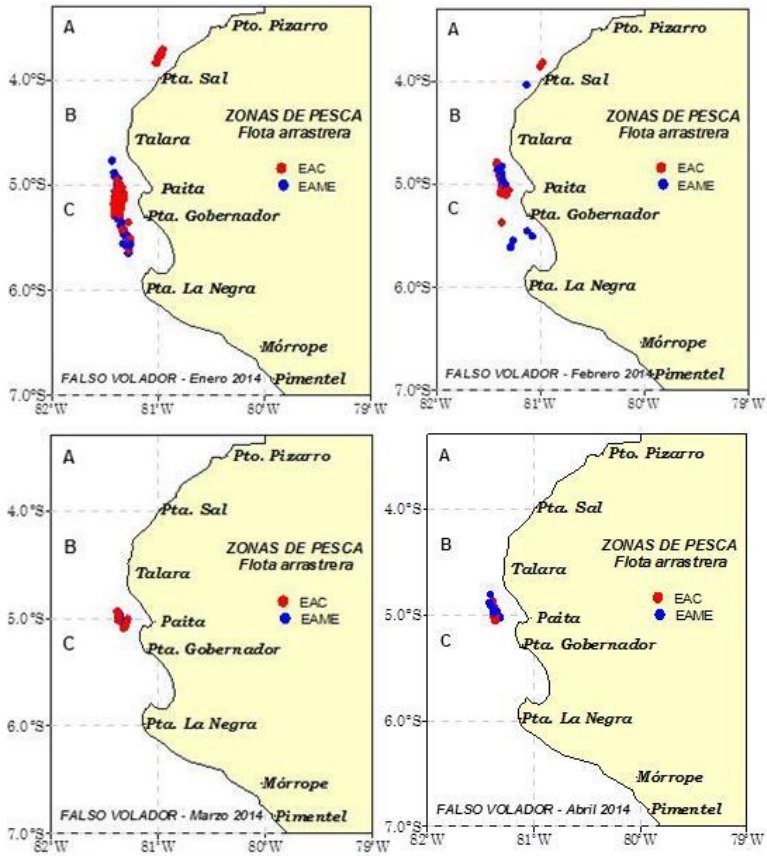 A
Pto. Pizarro
4.0°S
Pta. Sal
B
ZONAS DE PESCA
Flota arrastrera
Talara
EAC
EAME
5.0°S
Paita
C
Pta. Gobernador
6.0°S
Pta. La Negra
Mórrope
FALSO VOLADOR - Enero 2014
Pimentel
7.0°S
82°W
81°W
80°W
79°W
A
Pto. Pizarro
4.0°S
Pta. Sal
B
ZONAS DE PESCA
Flota arrastrera
Talara
EAC
EAME
5.0°S
Paita
C
Pta. Gobernador
6.0°S
Pta. La Negra
Mórrope
FALSO VOLADOR - Febrero 2014
Pimentel
7.0°S
82°W
81°W
80°W
79°W
A
Pto. Pizarro
4.0°S
Pta. Sal
B
ZONAS DE PESCA
Flota arrastrera
Talara
EAC
EAME
5.0°S
Paita
C
Pta. Gobernador
6.0°S
Pta. La Negra
Mórrope
FALSO VOLADOR - Marzo 2014
Pimentel
7.0°S
82°W
81°W
80°W
79°W
A
Pto. Pizarro
4.0°S
Pta. Sal
B
ZONAS DE PESCA
Flota arrastrera
Talara
EAC
EAME
5.0°S
Paita
C
Pta. Gobernador
6.0°S
Pta. La Negra
Mórrope
FALSO VOLADOR - Abril 2014
Pimentel
7.0°S
82°W
81°W
80°W
79°W